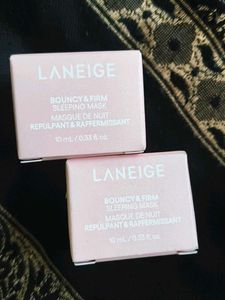 LANEIGE
BOUNCY & FIRM
SLEEPING MASK
MASQUE DE NUIT
REPULPANT & RAFFERMISSANT
10 mL / 0.33 fl. oz.
LANEIGE
BOUNCY & FIRM
SLEEPING MASK
MASQUE DE NUIT
REPULPANT & RAFFERMISSANT
10 mL / 0.33 fl. oz.